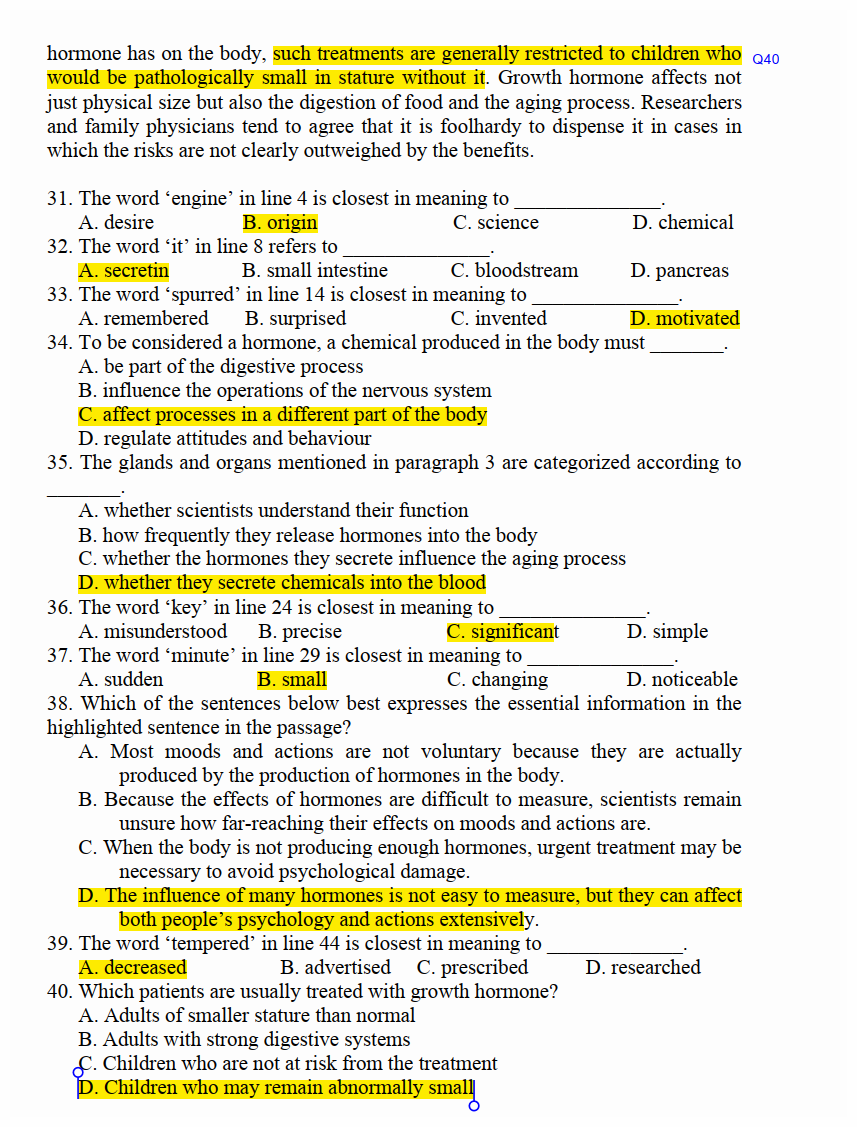 hormone has on the body, such treatments are generally restricted to children who Q40
would be pathologically small in stature without it. Growth hormone affects not
just physical size but also the digestion of food and the aging process. Researchers
and family physicians tend to agree that it is foolhardy to dispense it in cases in
which the risks are not clearly outweighed by the benefits.
31. The word ‘engine’ in line 4 is closest in meaning to _______________.
A. desire B. origin C. science D. chemical
32. The word ‘it’ in line 8 refers to _______________.
A. secretin B. small intestine C. bloodstream D. pancreas
33. The word ‘spurred’ in line 14 is closest in meaning to _______________.
A. remembered B. surprised C. invented D. motivated
34. To be considered a hormone, a chemical produced in the body must _______.
A. be part of the digestive process
B. influence the operations of the nervous system
C. affect processes in a different part of the body
D. regulate attitudes and behaviour
35. The glands and organs mentioned in paragraph 3 are categorized according to
_______.
A. whether scientists understand their function
B. how frequently they release hormones into the body
C. whether the hormones they secrete influence the aging process
D. whether they secrete chemicals into the blood
36. The word ‘key’ in line 24 is closest in meaning to _______________.
A. misunderstood B. precise C. significant D. simple
37. The word ‘minute’ in line 29 is closest in meaning to _______________.
A. sudden B. small C. changing D. noticeable
38. Which of the sentences below best expresses the essential information in the
highlighted sentence in the passage?
A. Most moods and actions are not voluntary because they are actually
produced by the production of hormones in the body.
B. Because the effects of hormones are difficult to measure, scientists remain
unsure how far-reaching their effects on moods and actions are.
C. When the body is not producing enough hormones, urgent treatment may be
necessary to avoid psychological damage.
D. The influence of many hormones is not easy to measure, but they can affect
both people’s psychology and actions extensively.
39. The word ‘tempered’ in line 44 is closest in meaning to ______________.
A. decreased B. advertised C. prescribed D. researched
40. Which patients are usually treated with growth hormone?
A. Adults of smaller stature than normal
B. Adults with strong digestive systems
C. Children who are not at risk from the treatment
D. Children who may remain abnormally small